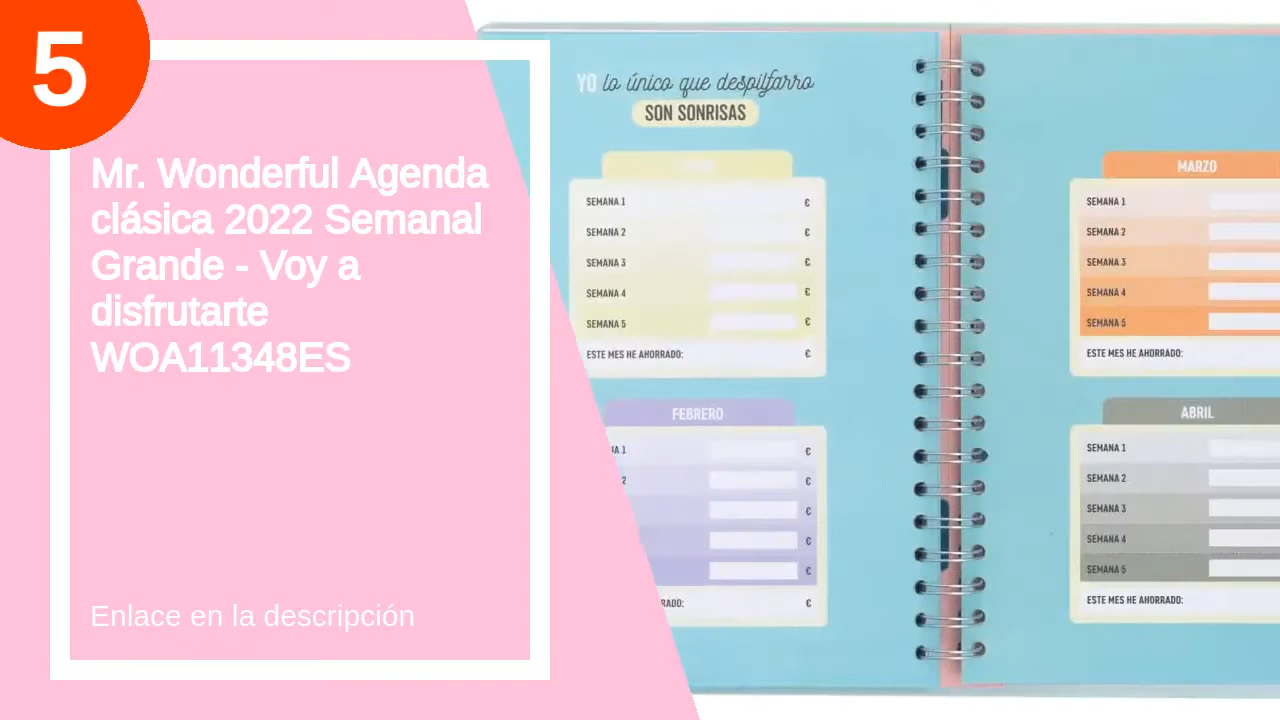 5
Mr. Wonderful Agenda
clásica 2022 Semanal
Grande - Voy a
disfrutarte
WOA11348ES
Enlace en la descripción
YO lo único que despilfarro
SON SONRISAS
SEMANA 1 €
SEMANA 2 €
SEMANA 3 €
SEMANA 4 €
SEMANA 5 €
ESTE MES HE AHORRADO: €
FEBRERO
1 €
2 €
€
€
€
€
MARZO
SEMANA 1
SEMANA 2
SEMANA 3
SEMANA 4
SEMANA 5
ESTE MES HE AHORRADO:
ABRIL
SEMANA 1
SEMANA 2
SEMANA 3
SEMANA 4
SEMANA 5
ESTE MES HE AHORRADO: